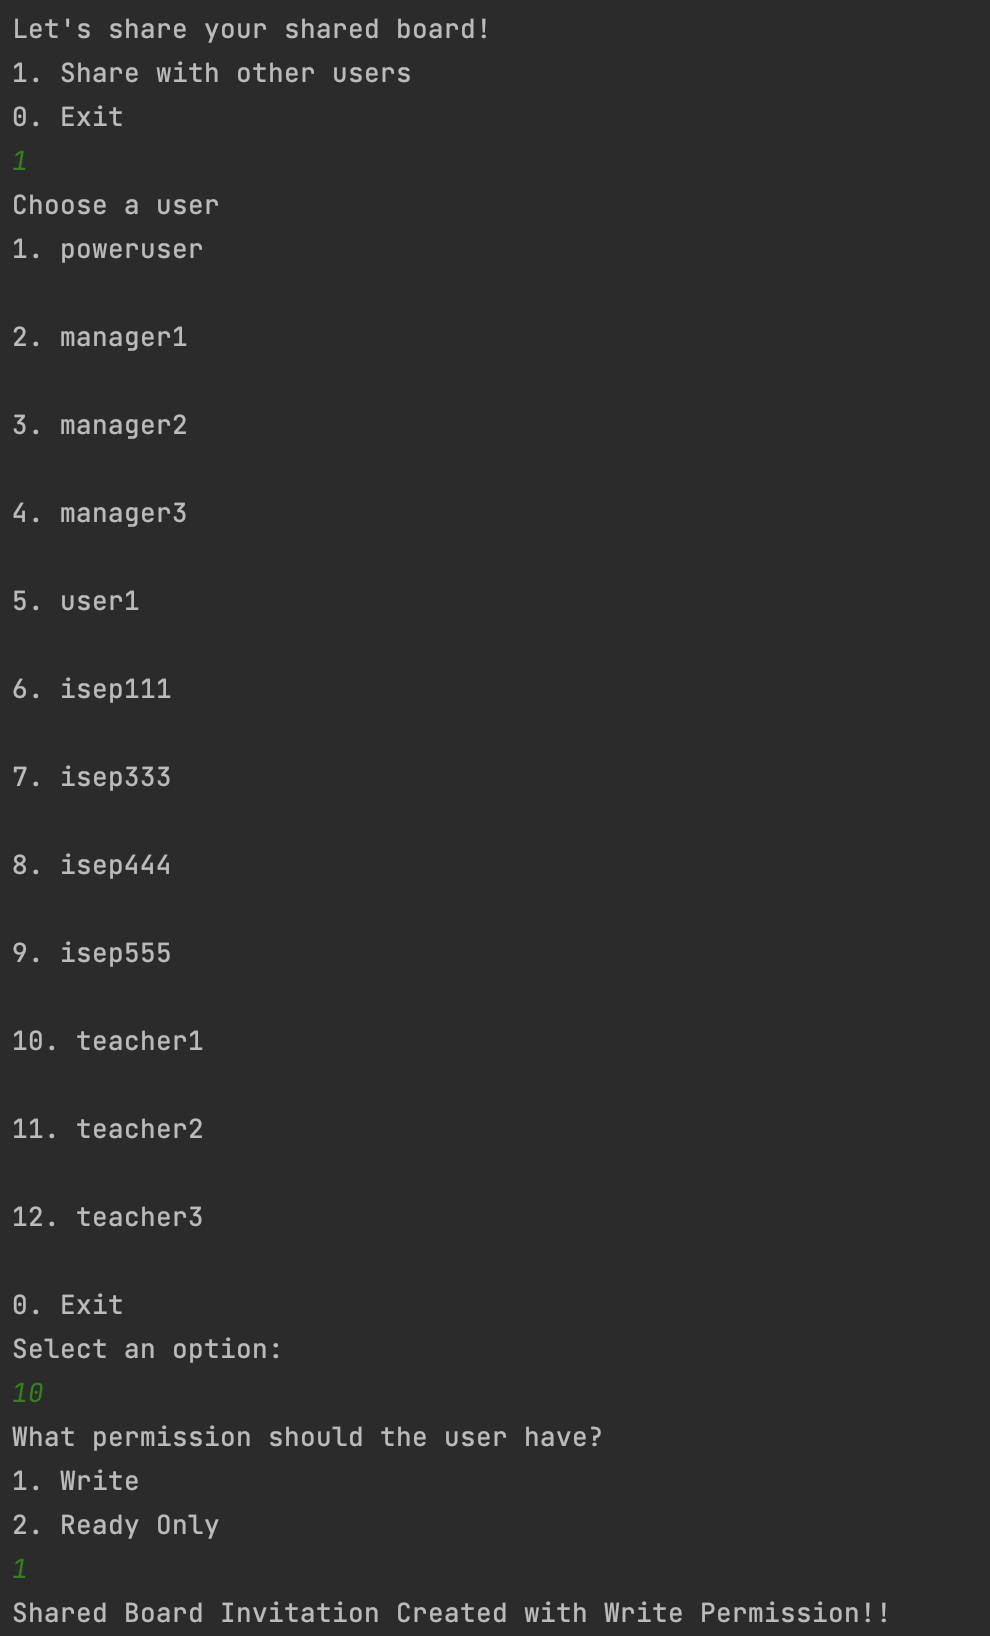 Let's share your shared board!
1. Share with other users
0. Exit
1
Choose a user
1. poweruser
2. manager1
3. manager2
4. manager3
5. user1
6. isep111
7. isep333
8. isep444
9. isep555
10. teacher1
11. teacher2
12. teacher3
0. Exit
Select an option:
10
What permission should the user have?
1. Write
2. Ready Only
1
Shared Board Invitation Created with Write Permission!!